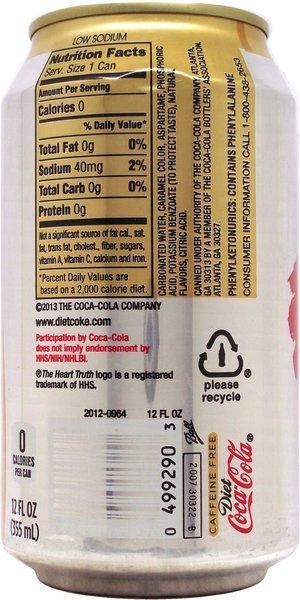 LOW SODIUM
Nutrition Facts
Serv. Size 1 Can
Amount Per Serving
Calories 0
% Daily Value*
Total Fat 0g 0%
Sodium 40mg 2%
Total Carb 0g 0%
Protein 0g
Not a significant source of fat cal., sat.
fat, trans fat, cholest., fiber, sugars,
vitamin A, vitamin C, calcium and iron.
*Percent Daily Values are
based on a 2,000 calorie diet.
CARBONATED WATER, CARAMEL COLOR, ASPARTAME, PHOSPHORIC
ACID, POTASSIUM BENZOATE (TO PROTECT TASTE), NATURAL
FLAVORS, CITRIC ACID.
CANNED UNDER AUTHORITY OF THE COCA-COLA COMPANY, ATLANTA,
GA 30313 BY A MEMBER OF THE COCA-COLA BOTTLERS' ASSOCIATION,
ATLANTA, GA 30327.
PHENYLKETONURICS: CONTAINS PHENYLALANINE
CONSUMER INFORMATION CALL 1-800-438-2653
©2013 THE COCA-COLA COMPANY
www.dietcoke.com
Participation by Coca-Cola
does not imply endorsement by
HHS/NIH/NHLBI.
®The Heart Truth logo is a registered
trademark of HHS.
please
recycle
2012-0964 12 FL OZ
0
CALORIES
PER CAN
12 FL OZ
(355 mL)
0 499290 3
Ball
2 007 30322 B
CAFFEINE FREE
Diet
Coca-Cola®